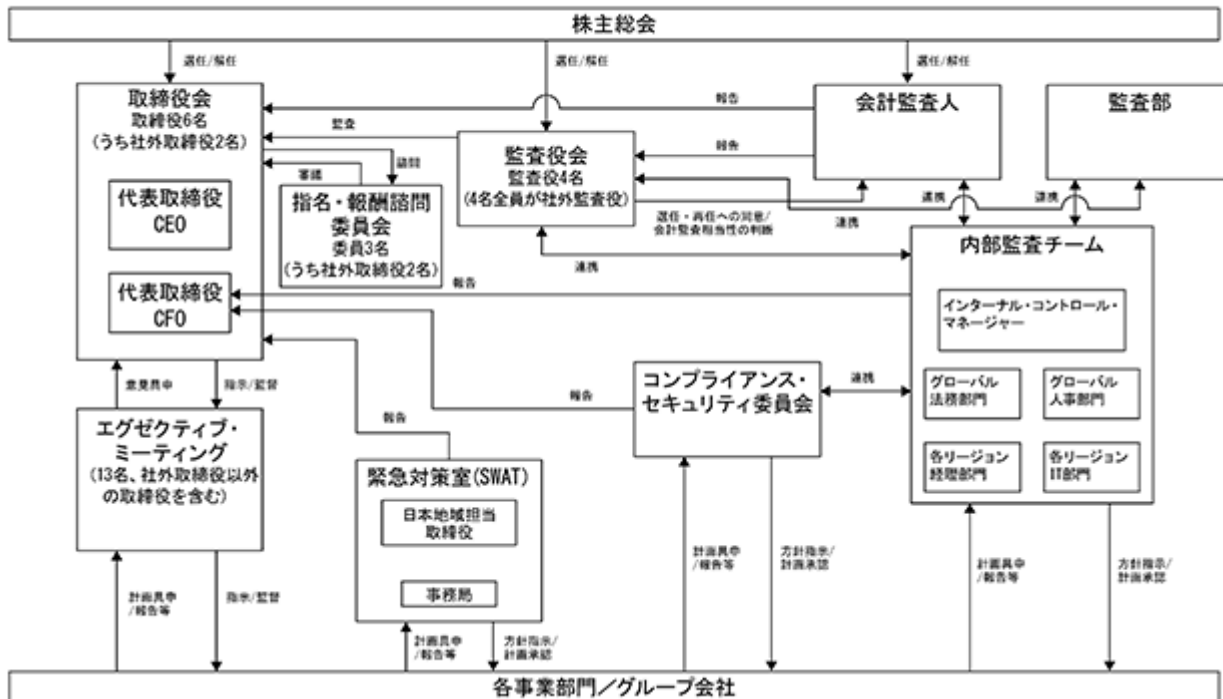 株主総会
選任/解任
選任/解任
選任/解任
取締役会
取締役6名
(うち社外取締役2名)
代表取締役
CEO
代表取締役
CFO
監査
諮問
審議
指名・報酬諮問
委員会
委員3名
(うち社外取締役2名)
監査役会
監査役4名
(4名全員が社外監査役)
報告
報告
会計監査人
監査部
選任・再任への同意/
会計監査相当性の判断
連携
連携
連携
連携
報告
内部監査チーム
インターナル・コントロール・
マネージャー
グローバル
法務部門
グローバル
人事部門
各リージョン
経理部門
各リージョン
IT部門
意見具申
指示/監督
エグゼクティブ・
ミーティング
(13名、社外取締役以外
の取締役を含む)
報告
報告
緊急対策室(SWAT)
日本地域担当
取締役
事務局
コンプライアンス・
セキュリティ委員会
連携
計画具申
/報告等
指示/監督
計画具申
/報告等
方針指示/
計画承認
計画具申
/報告等
方針指示/
計画承認
計画具申
/報告等
方針指示/
計画承認
各事業部門/グループ会社